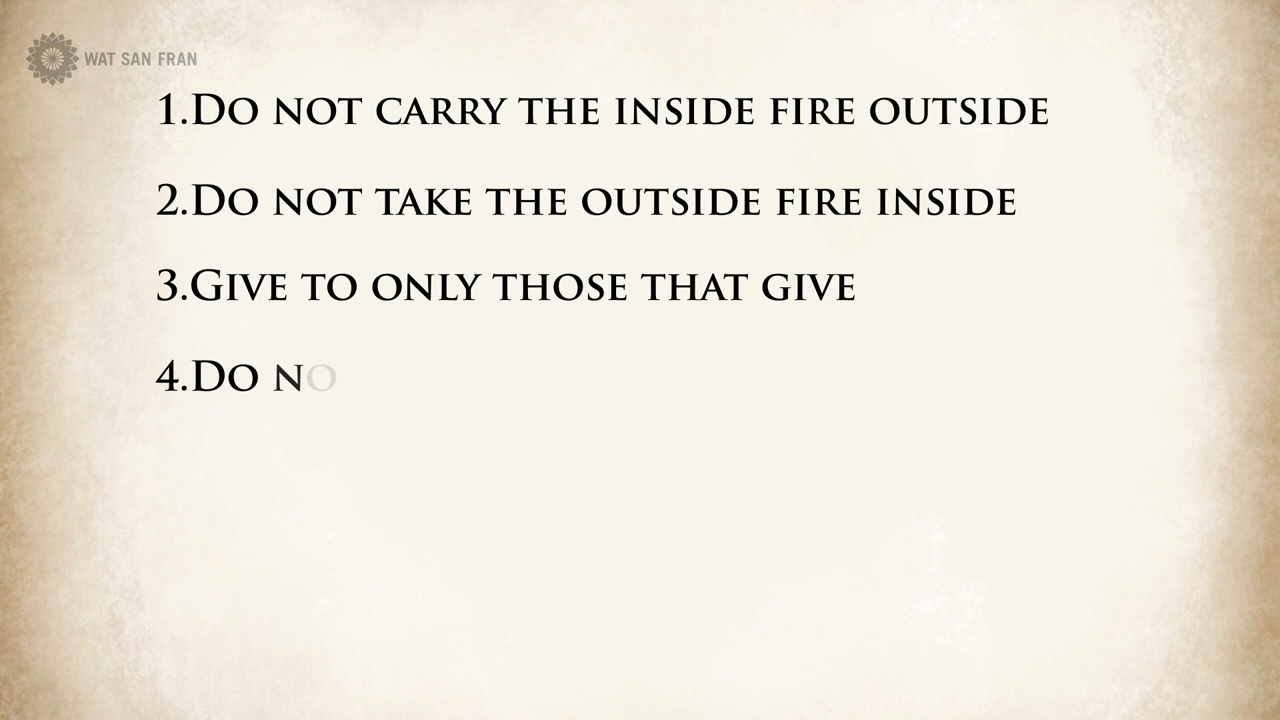 WAT SAN FRAN
1.Do not carry the inside fire outside
2.Do not take the outside fire inside
3.Give to only those that give
4.Do no